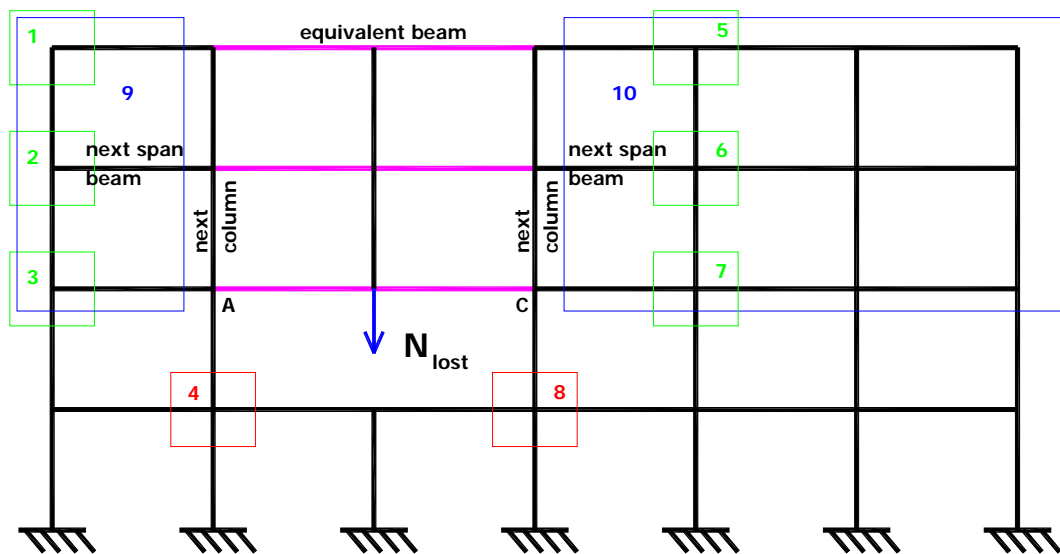 equivalent beam
1
5
9
10
2
next span
beam
next span
beam
6
next
column
next
column
3
7
A
C
N lost
4
8